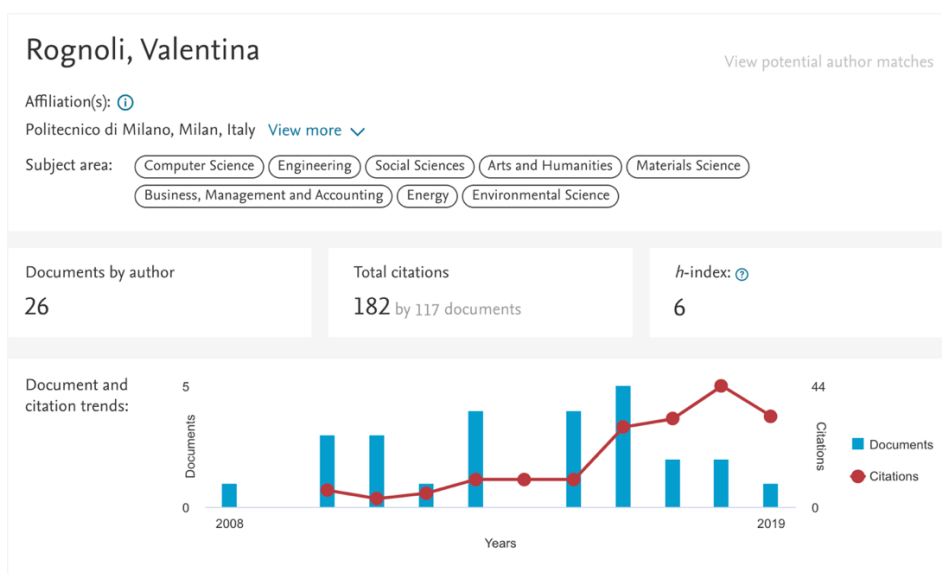 Rognoli, Valentina
View potential author matches
Affiliation(s):
Politecnico di Milano, Milan, Italy View more
Subject area: Computer Science Engineering Social Sciences Arts and Humanities Materials Science
Business, Management and Accounting Energy Environmental Science
Documents by author
26
Total citations
182 by 117 documents
h-index:
6
Document and
citation trends:
5
0
Documents
2008
2019
Years
44
0
Citations
Documents
Citations